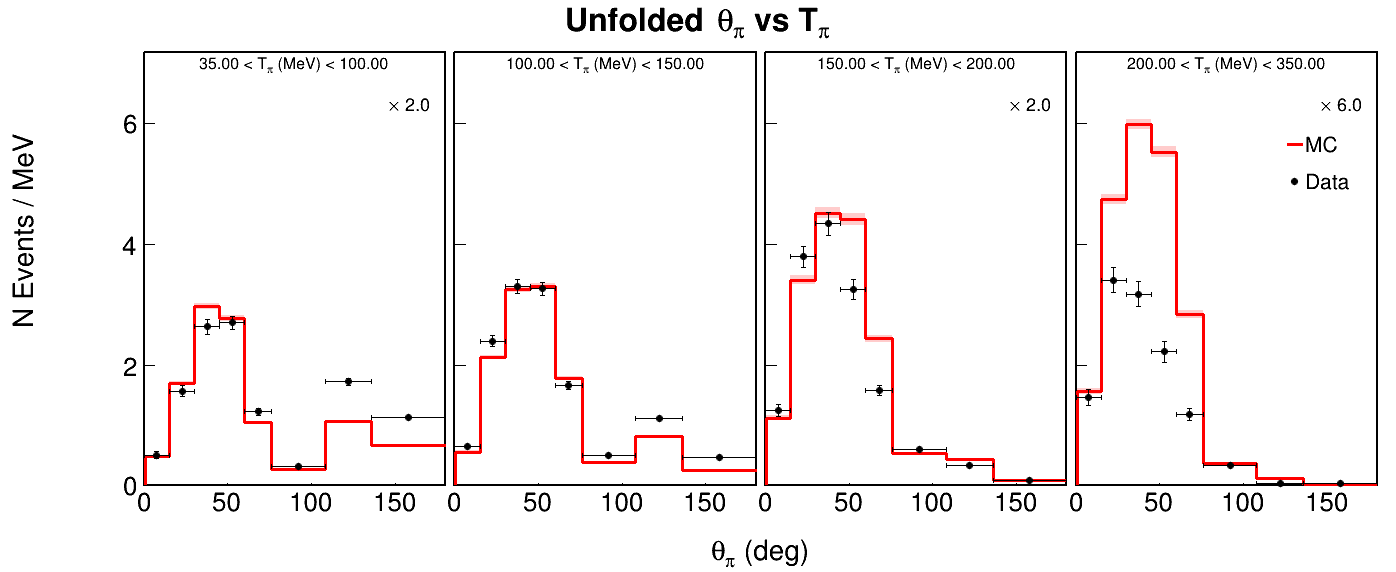 Unfolded θπ vs Tπ
35.00 < Tπ (MeV) < 100.00
100.00 < Tπ (MeV) < 150.00
150.00 < Tπ (MeV) < 200.00
200.00 < Tπ (MeV) < 350.00
× 2.0
× 2.0
× 6.0
MC
Data
N Events / MeV
6
4
2
0
0 50 100 150
0 50 100 150
0 50 100 150
0 50 100 150
θπ (deg)